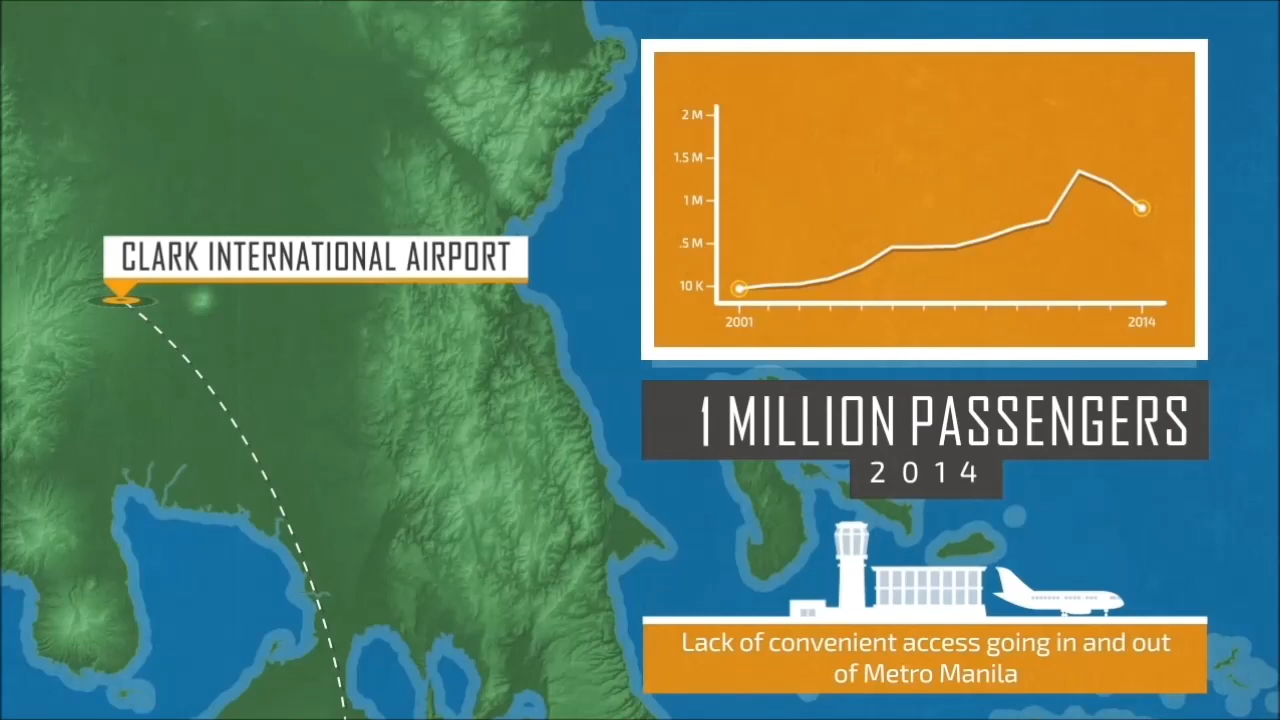 CLARK INTERNATIONAL AIRPORT
2 M
1.5 M
1 M
.5 M
10 K
2001 2014
1 MILLION PASSENGERS
2014
Lack of convenient access going in and out
of Metro Manila